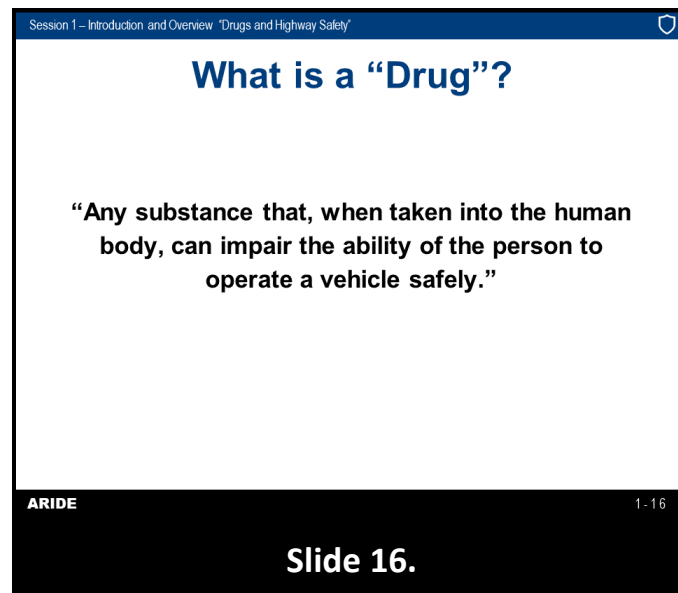 Session 1 – Introduction and Overview “Drugs and Highway Safety”
What is a “Drug”?
“Any substance that, when taken into the human
body, can impair the ability of the person to
operate a vehicle safely.”
ARIDE 1-16
Slide 16.